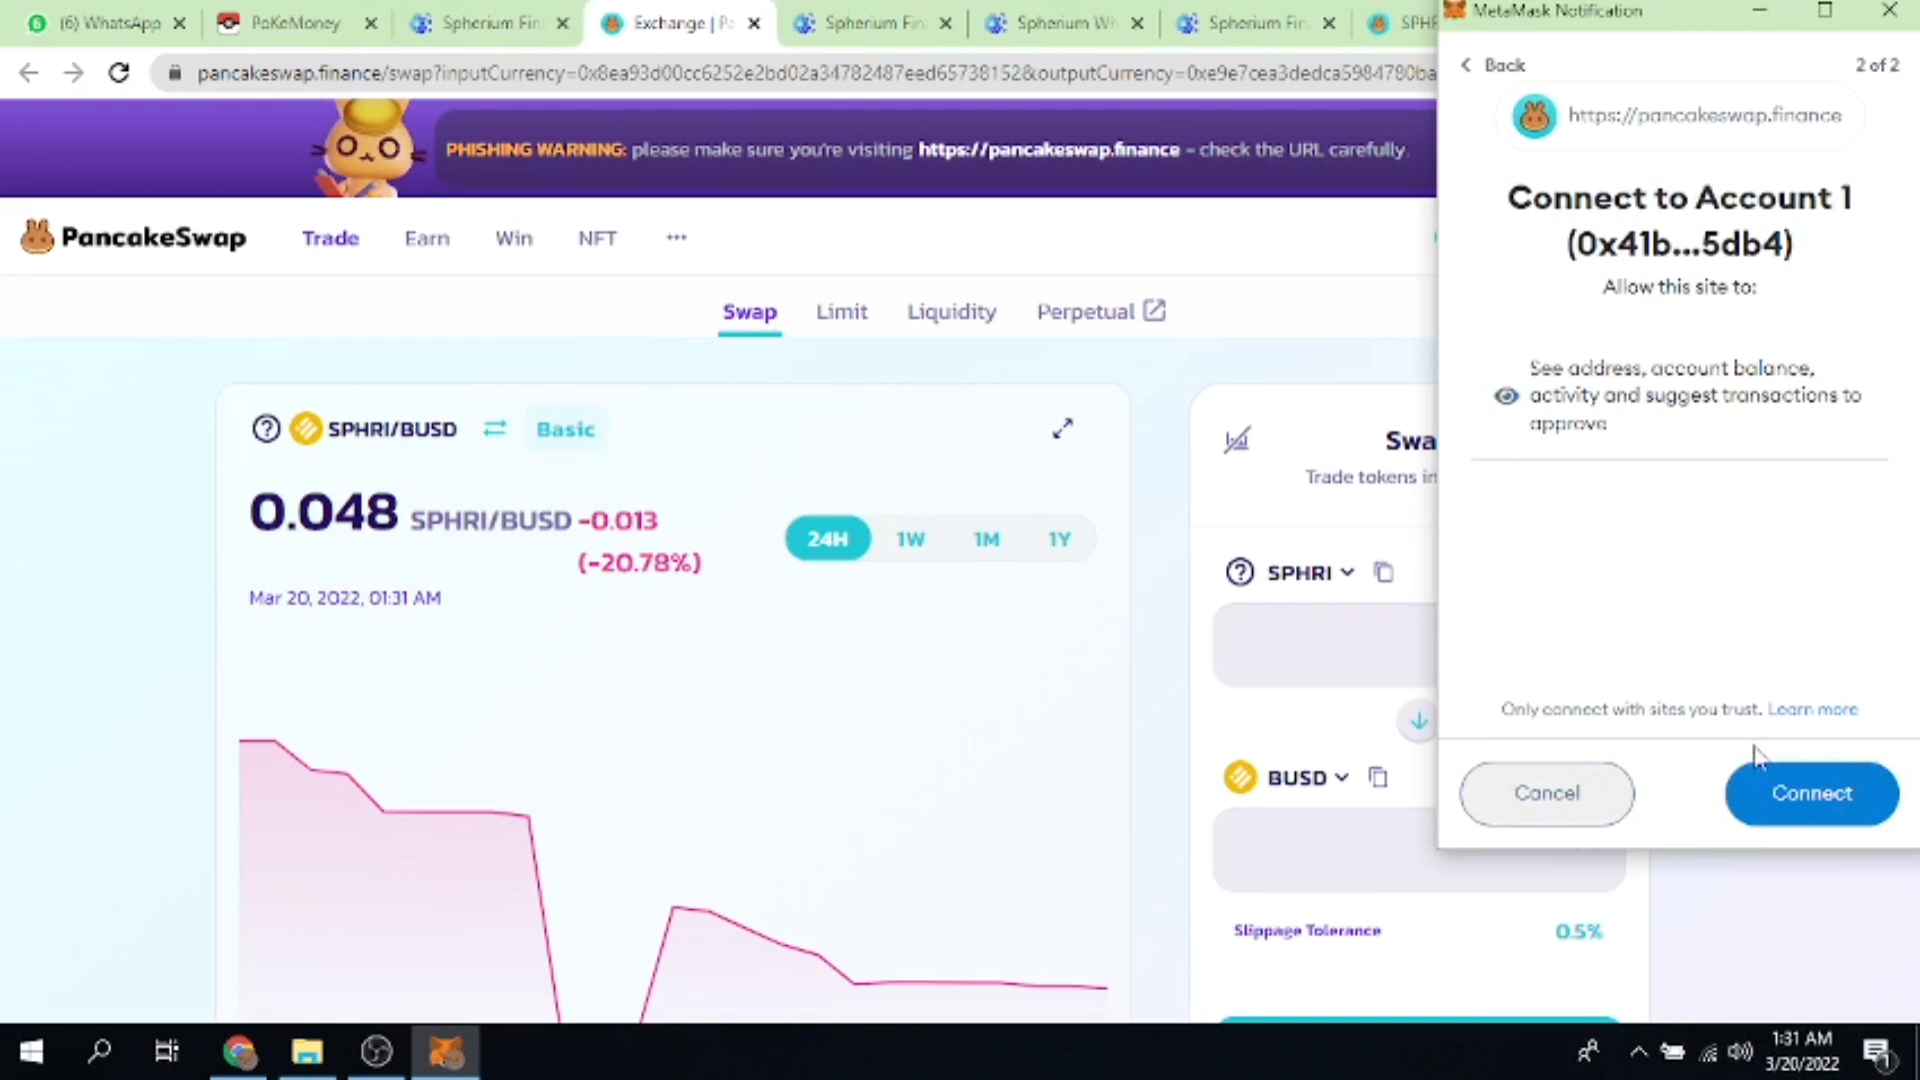 (6) WhatsApp
PoKeMoney
Spherium Fin
Exchange | Pa
Spherium Fin
Spherium Wh
Spherium Fin
SPHR
MetaMask Notification
pancakeswap.finance/swap?inputCurrency=0x8ea93d00cc6252e2bd02a34782487eed65738152&outputCurrency=0xe9e7cea3dedca5984780ba
Back
2 of 2
https://pancakeswap.finance
PHISHING WARNING: please make sure you're visiting https://pancakeswap.finance - check the URL carefully.
Connect to Account 1
(0x41b...5db4)
Allow this site to:
PancakeSwap
Trade
Earn
Win
NFT
Swap
Limit
Liquidity
Perpetual
See address, account balance,
activity and suggest transactions to
approve
SPHRI/BUSD
Basic
Swa
Trade tokens in
0.048 SPHRI/BUSD -0.013
(-20.78%)
24H
1W
1M
1Y
Mar 20, 2022, 01:31 AM
SPHRI
BUSD
Only connect with sites you trust. Learn more
Cancel
Connect
Slippage Tolerance
0.5%
1:31 AM
3/20/2022
1